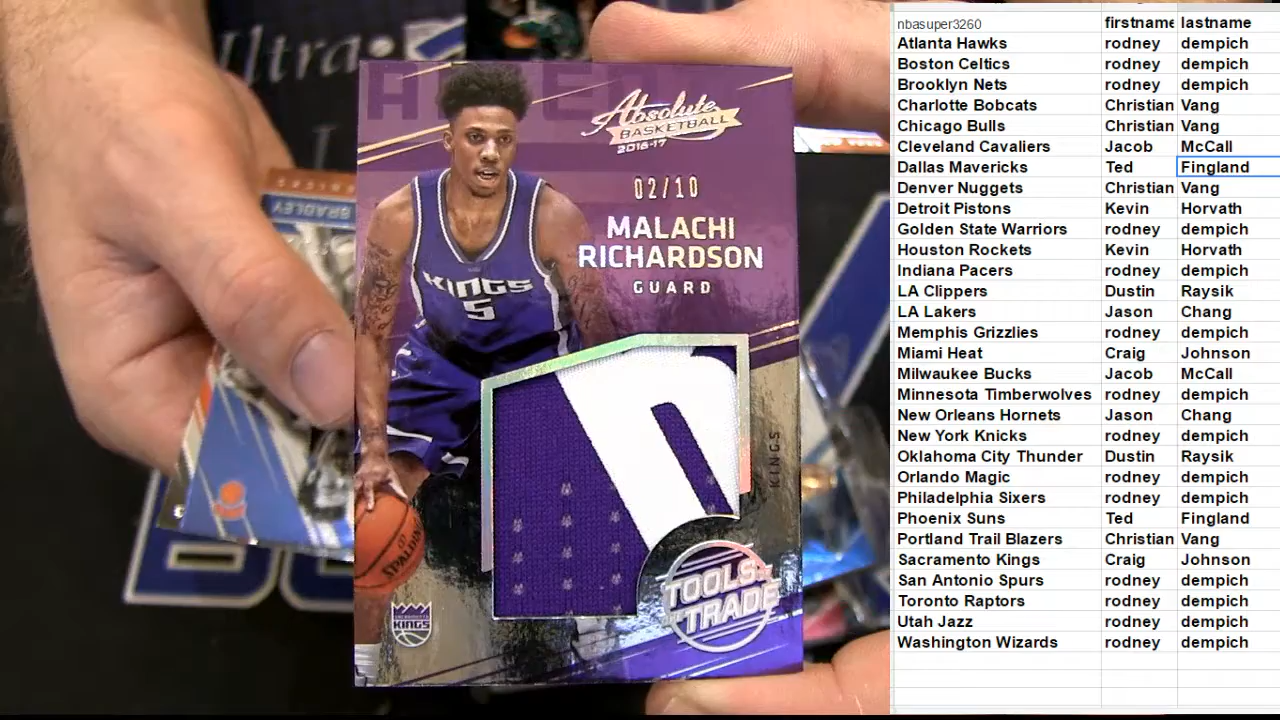 Ultra
BRADLEY
Absolute
BASKETBALL
2016-17
02/10
MALACHI
RICHARDSON
GUARD
KINGS
5
KINGS
SPALDING
SACRAMENTO
KINGS
TOOLS OF
TRADE
nbasuper3260 firstname lastname
Atlanta Hawks rodney dempich
Boston Celtics rodney dempich
Brooklyn Nets rodney dempich
Charlotte Bobcats Christian Vang
Chicago Bulls Christian Vang
Cleveland Cavaliers Jacob McCall
Dallas Mavericks Ted Fingland
Denver Nuggets Christian Vang
Detroit Pistons Kevin Horvath
Golden State Warriors rodney dempich
Houston Rockets Kevin Horvath
Indiana Pacers rodney dempich
LA Clippers Dustin Raysik
LA Lakers Jason Chang
Memphis Grizzlies rodney dempich
Miami Heat Craig Johnson
Milwaukee Bucks Jacob McCall
Minnesota Timberwolves rodney dempich
New Orleans Hornets Jason Chang
New York Knicks rodney dempich
Oklahoma City Thunder Dustin Raysik
Orlando Magic rodney dempich
Philadelphia Sixers rodney dempich
Phoenix Suns Ted Fingland
Portland Trail Blazers Christian Vang
Sacramento Kings Craig Johnson
San Antonio Spurs rodney dempich
Toronto Raptors rodney dempich
Utah Jazz rodney dempich
Washington Wizards rodney dempich